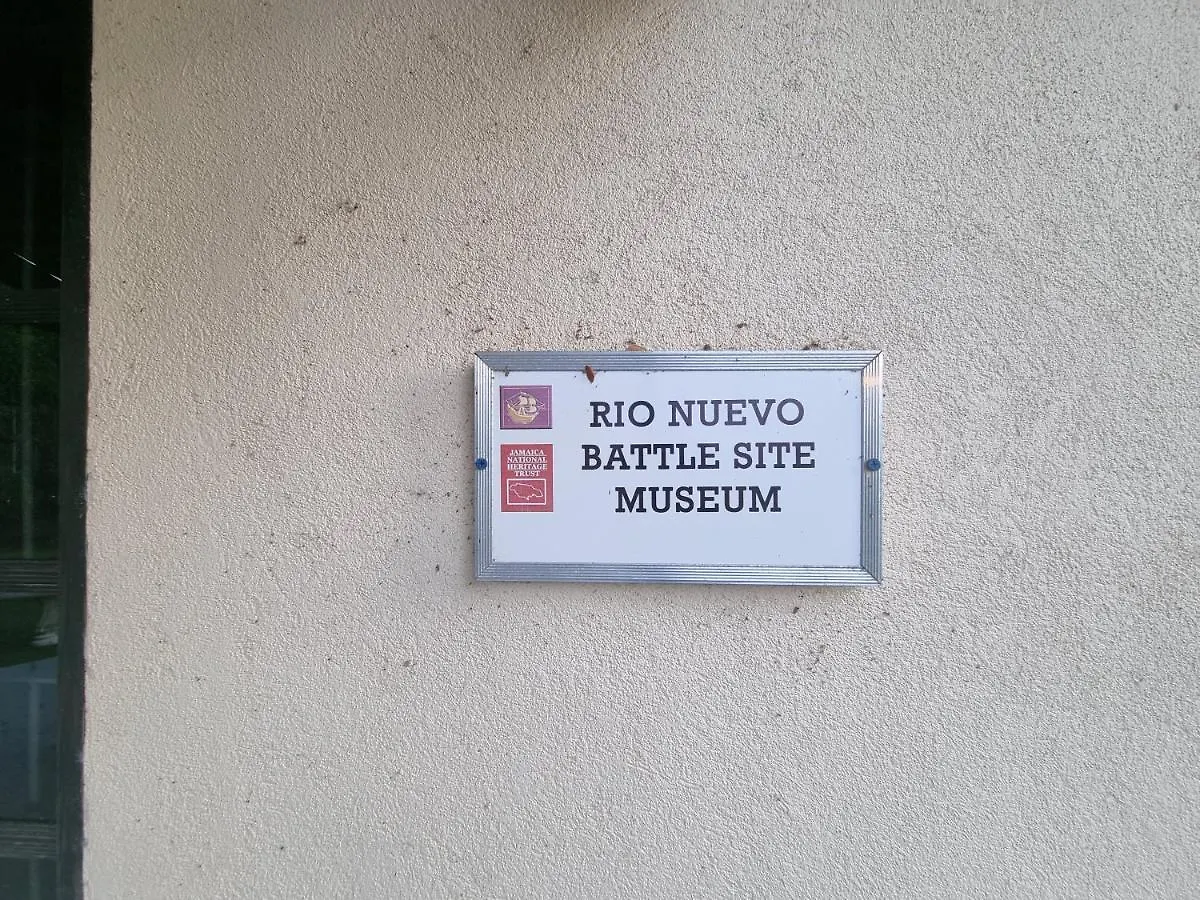 RIO NUEVO
BATTLE SITE
MUSEUM
JAMAICA
NATIONAL
HERITAGE
TRUST